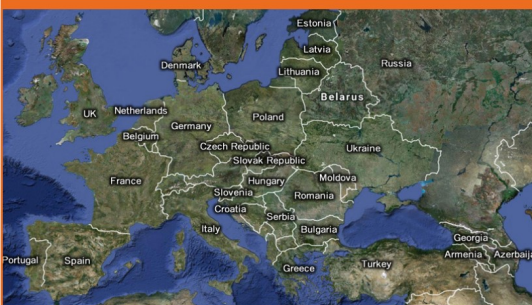 Estonia
Latvia
Denmark
Russia
Lithuania
Belarus
UK
Netherlands
Poland
Germany
Belgium
Czech Republic
Ukraine
Slovak Republic
France
Hungary
Moldova
Slovenia
Romania
Croatia
Serbia
Italy
Bulgaria
Georgia
Portugal
Spain
Armenia
Azerbaij
Turkey
Greece